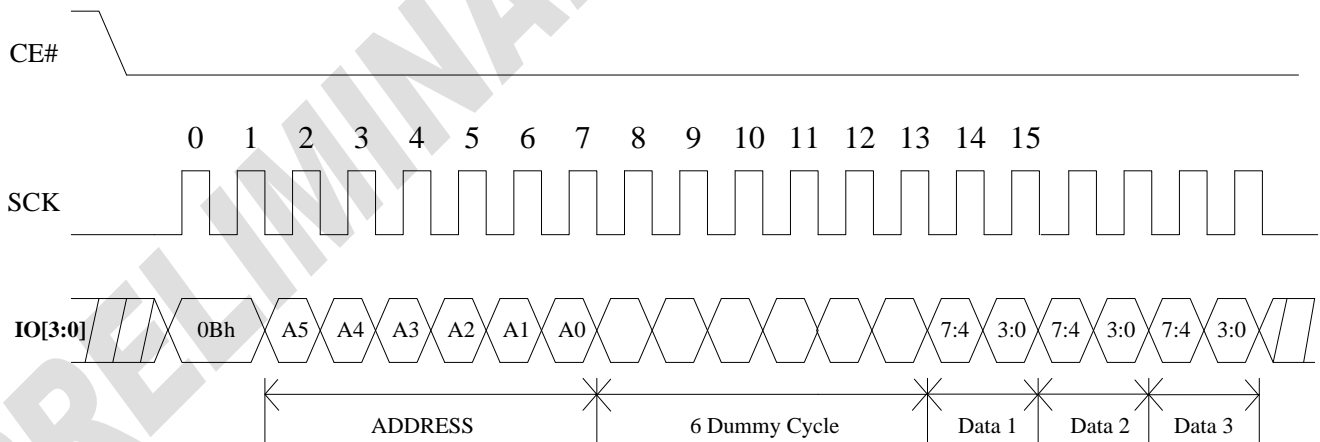 PRELIMINA
CE#
0 1 2 3 4 5 6 7 8 9 10 11 12 13 14 15
SCK
IO[3:0] 0Bh A5 A4 A3 A2 A1 A0 7:4 3:0 7:4 3:0 7:4 3:0
ADDRESS 6 Dummy Cycle Data 1 Data 2 Data 3